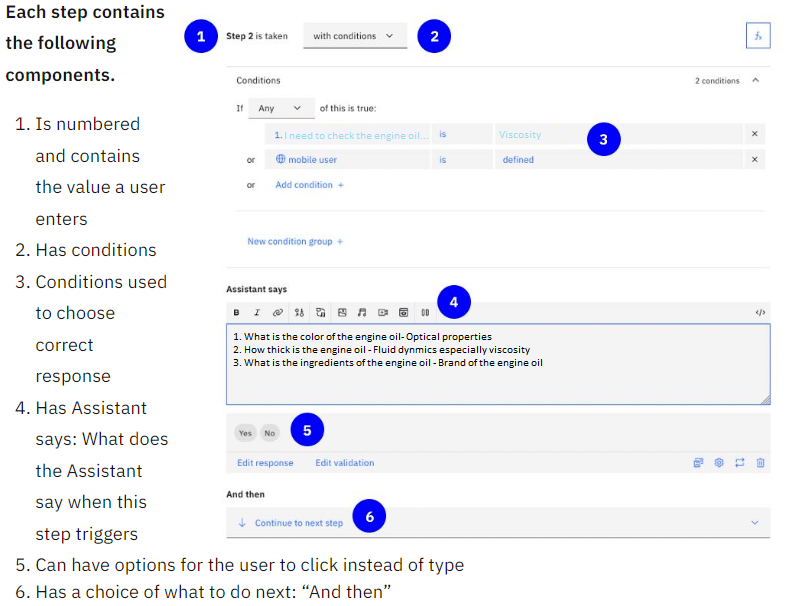 Each step contains
the following
components.
1. Is numbered
and contains
the value a user
enters
2. Has conditions
3. Conditions used
to choose
correct
response
4. Has Assistant
says: What does
the Assistant
say when this
step triggers
5. Can have options for the user to click instead of type
6. Has a choice of what to do next: “And then”
1 Step 2 is taken with conditions 2
fx
Conditions 2 conditions
If Any of this is true:
1. I need to check the engine oil... is Viscosity 3 ×
or mobile user is defined ×
or Add condition +
New condition group +
Assistant says
4
B I </>
1. What is the color of the engine oil- Optical properties
2. How thick is the engine oil - Fluid dynmics especially viscosity
3. What is the ingredients of the engine oil - Brand of the engine oil
Yes No 5
Edit response Edit validation
And then
Continue to next step 6